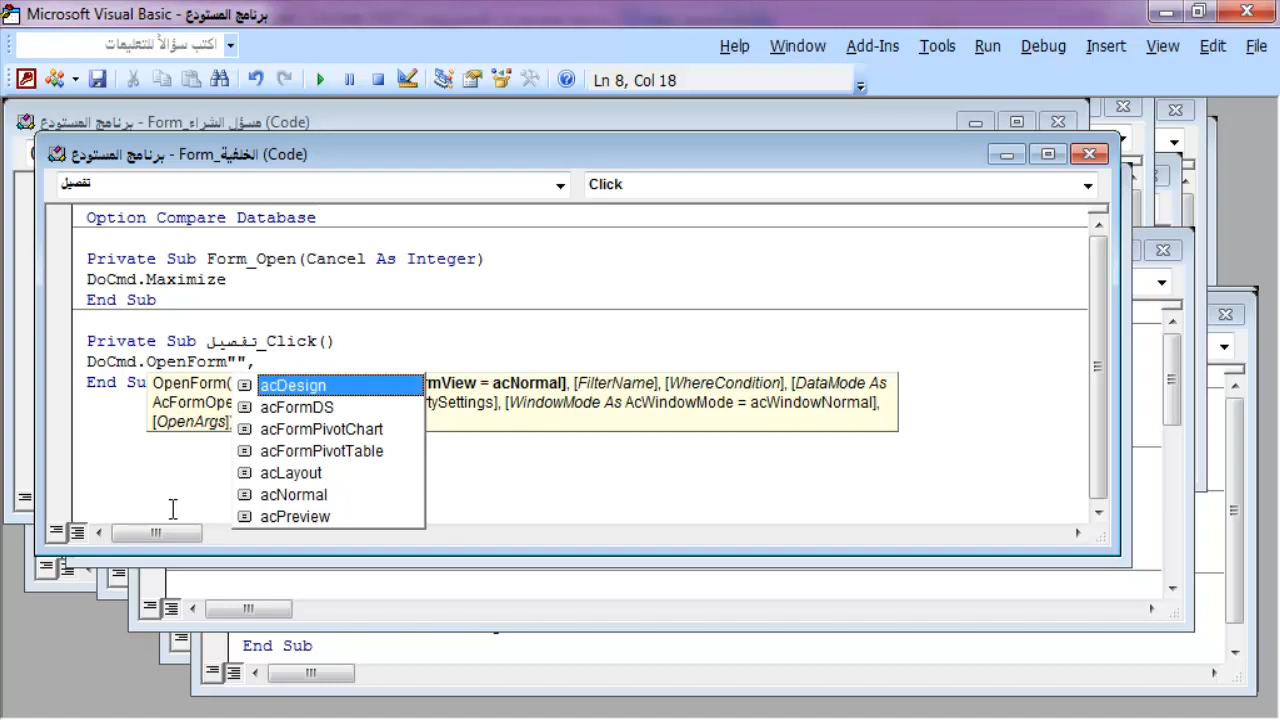 Microsoft Visual Basic - برنامج المستودع
اكتب سؤالاً للتعليمات
File Edit View Insert Debug Run Tools Add-Ins Window Help
Ln 8, Col 18
برنامج المستودع - Form_مسؤل الشراء (Code)
برنامج المستودع - Form_الخلفية (Code)
تفصيل
Click
Option Compare Database
Private Sub Form_Open(Cancel As Integer)
DoCmd.Maximize
End Sub
Private Sub تفصيل_Click()
DoCmd.OpenForm"",
End Su
OpenForm(
rmView = acNormal], [FilterName], [WhereCondition], [DataMode As
AcFormOpe
tySettings], [WindowMode As AcWindowMode = acWindowNormal],
[OpenArgs])
acDesign
acFormDS
acFormPivotChart
acFormPivotTable
acLayout
acNormal
acPreview
End Sub